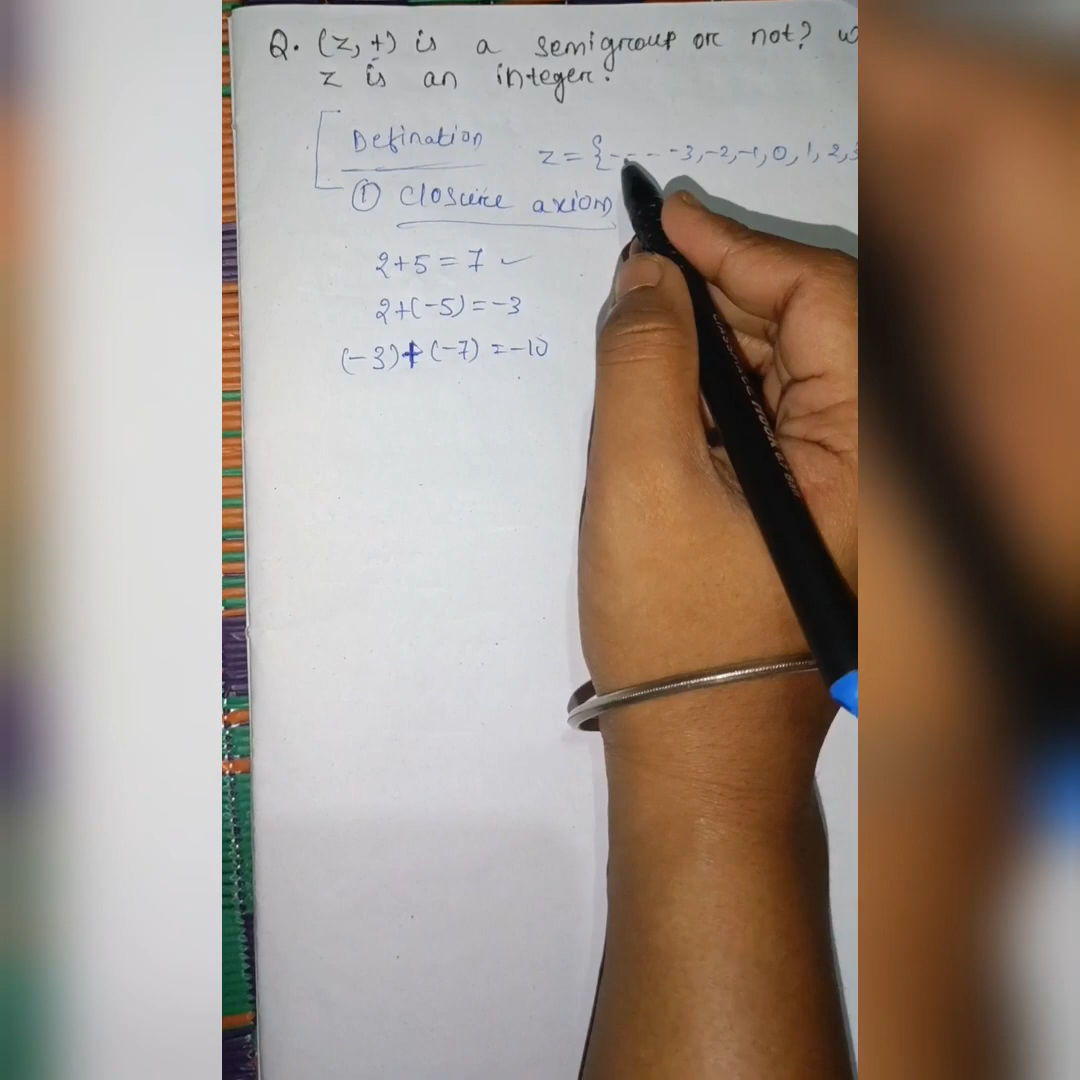 Q. (Z, +) is a semigroup or not? w
Z is an integer.
Defination
Z = {---- -3, -2, -1, 0, 1, 2, 3
① Closure axiom
2+5 = 7 ✓
2+(-5) = -3
(-3)+(-7) = -10